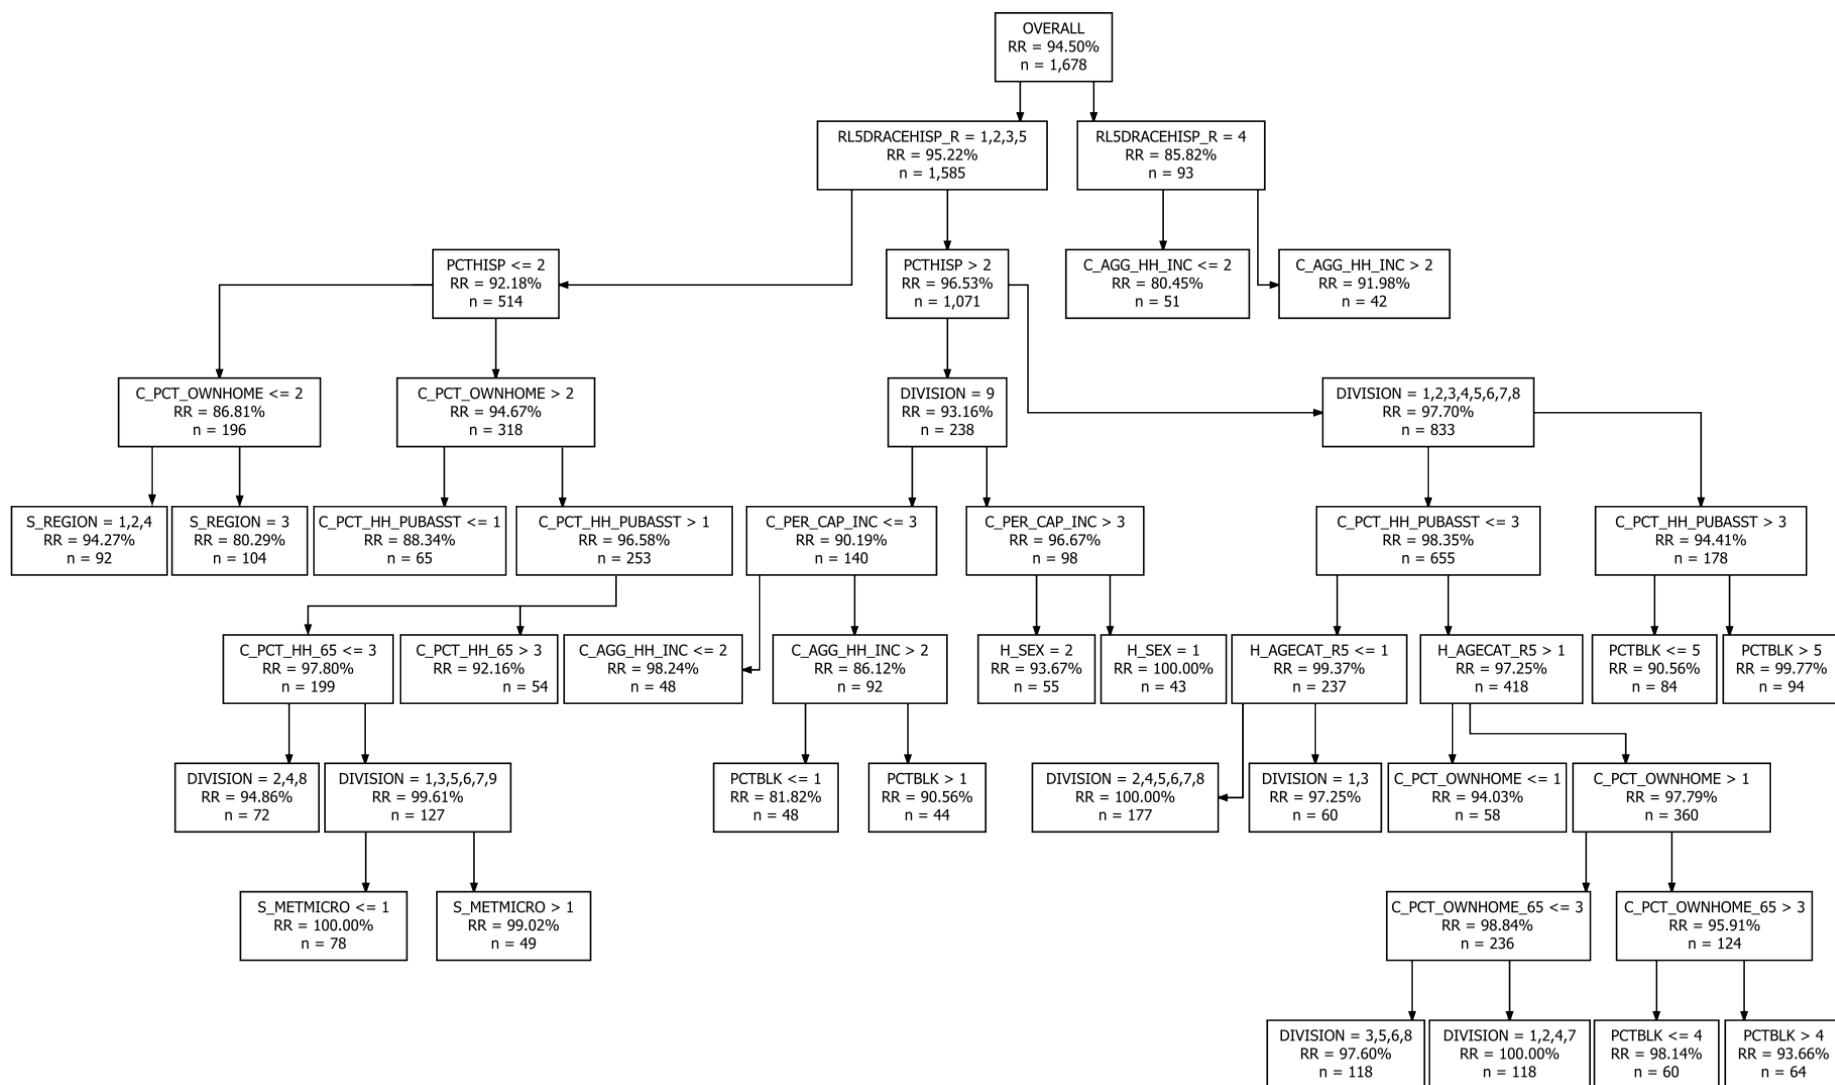 OVERALL
RR = 94.50%
n = 1,678
RL5DRACEHISP_R = 1,2,3,5
RR = 95.22%
n = 1,585
RL5DRACEHISP_R = 4
RR = 85.82%
n = 93
PCTHISP <= 2
RR = 92.18%
n = 514
PCTHISP > 2
RR = 96.53%
n = 1,071
C_AGG_HH_INC <= 2
RR = 80.45%
n = 51
C_AGG_HH_INC > 2
RR = 91.98%
n = 42
C_PCT_OWNHOME <= 2
RR = 86.81%
n = 196
C_PCT_OWNHOME > 2
RR = 94.67%
n = 318
DIVISION = 9
RR = 93.16%
n = 238
DIVISION = 1,2,3,4,5,6,7,8
RR = 97.70%
n = 833
S_REGION = 1,2,4
RR = 94.27%
n = 92
S_REGION = 3
RR = 80.29%
n = 104
C_PCT_HH_PUBASST <= 1
RR = 88.34%
n = 65
C_PCT_HH_PUBASST > 1
RR = 96.58%
n = 253
C_PER_CAP_INC <= 3
RR = 90.19%
n = 140
C_PER_CAP_INC > 3
RR = 96.67%
n = 98
C_PCT_HH_PUBASST <= 3
RR = 98.35%
n = 655
C_PCT_HH_PUBASST > 3
RR = 94.41%
n = 178
C_PCT_HH_65 <= 3
RR = 97.80%
n = 199
C_PCT_HH_65 > 3
RR = 92.16%
n = 54
C_AGG_HH_INC <= 2
RR = 98.24%
n = 48
C_AGG_HH_INC > 2
RR = 86.12%
n = 92
H_SEX = 2
RR = 93.67%
n = 55
H_SEX = 1
RR = 100.00%
n = 43
H_AGECAT_R5 <= 1
RR = 99.37%
n = 237
H_AGECAT_R5 > 1
RR = 97.25%
n = 418
PCTBLK <= 5
RR = 90.56%
n = 84
PCTBLK > 5
RR = 99.77%
n = 94
DIVISION = 2,4,8
RR = 94.86%
n = 72
DIVISION = 1,3,5,6,7,9
RR = 99.61%
n = 127
PCTBLK <= 1
RR = 81.82%
n = 48
PCTBLK > 1
RR = 90.56%
n = 44
DIVISION = 2,4,5,6,7,8
RR = 100.00%
n = 177
DIVISION = 1,3
RR = 97.25%
n = 60
C_PCT_OWNHOME <= 1
RR = 94.03%
n = 58
C_PCT_OWNHOME > 1
RR = 97.79%
n = 360
S_METMICRO <= 1
RR = 100.00%
n = 78
S_METMICRO > 1
RR = 99.02%
n = 49
C_PCT_OWNHOME_65 <= 3
RR = 98.84%
n = 236
C_PCT_OWNHOME_65 > 3
RR = 95.91%
n = 124
DIVISION = 3,5,6,8
RR = 97.60%
n = 118
DIVISION = 1,2,4,7
RR = 100.00%
n = 118
PCTBLK <= 4
RR = 98.14%
n = 60
PCTBLK > 4
RR = 93.66%
n = 64